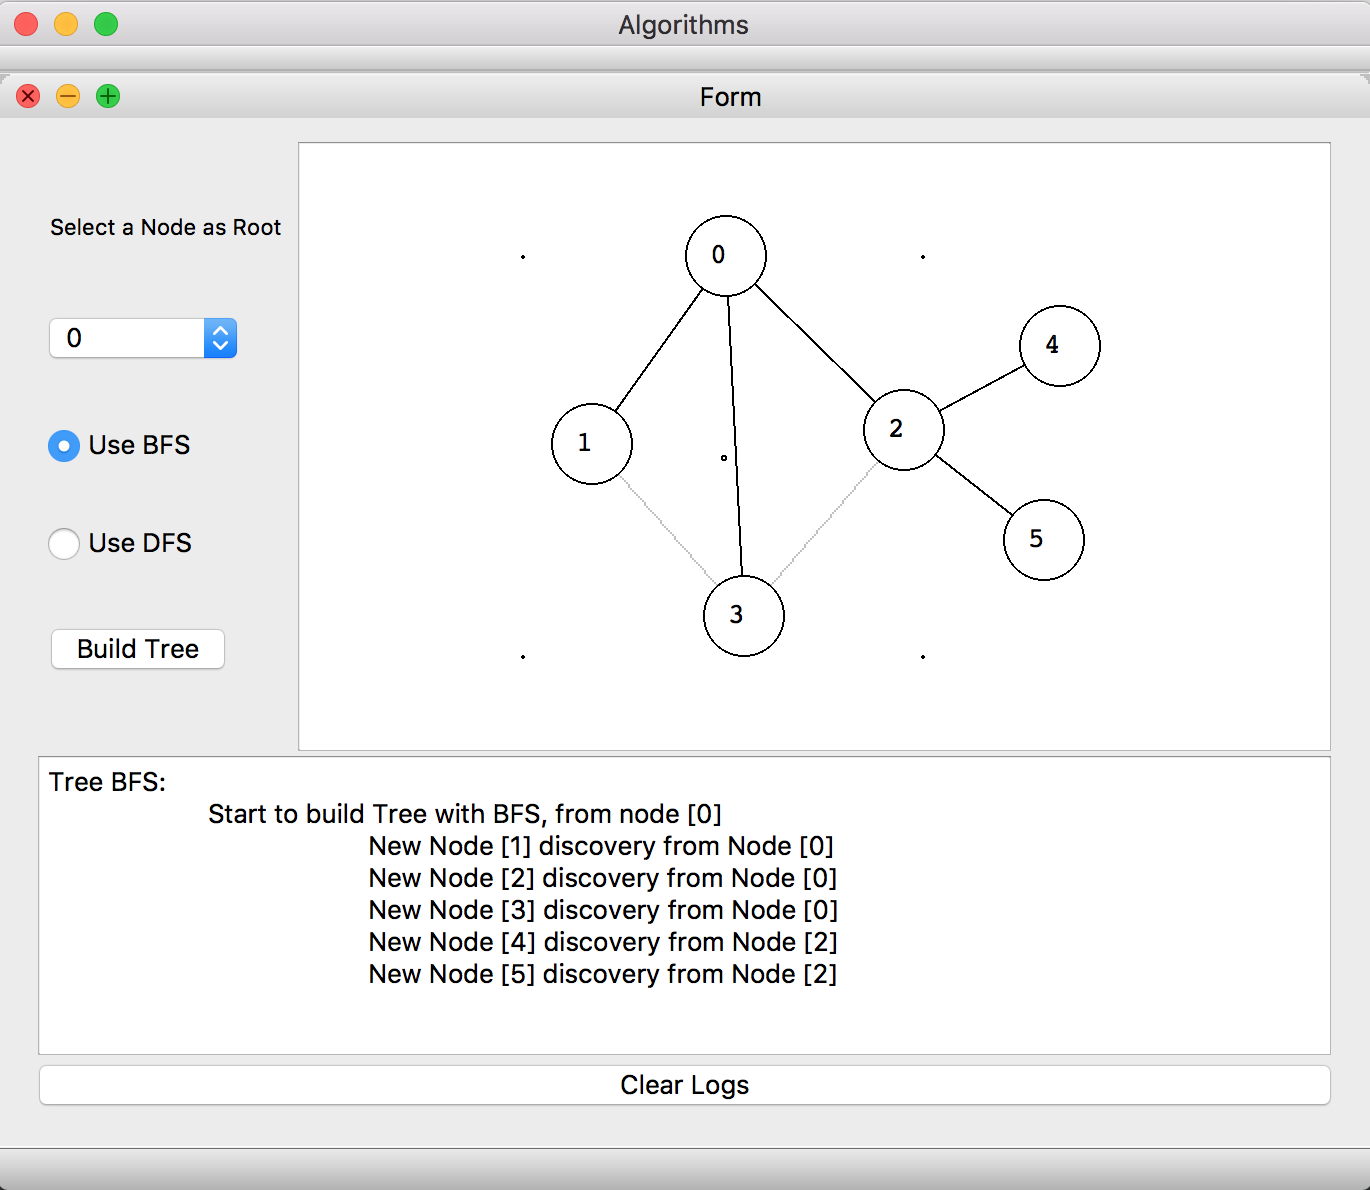 Algorithms
Form
Select a Node as Root
0
Use BFS
Use DFS
Build Tree
0
4
2
1
5
3
Tree BFS:
Start to build Tree with BFS, from node [0]
New Node [1] discovery from Node [0]
New Node [2] discovery from Node [0]
New Node [3] discovery from Node [0]
New Node [4] discovery from Node [2]
New Node [5] discovery from Node [2]
Clear Logs